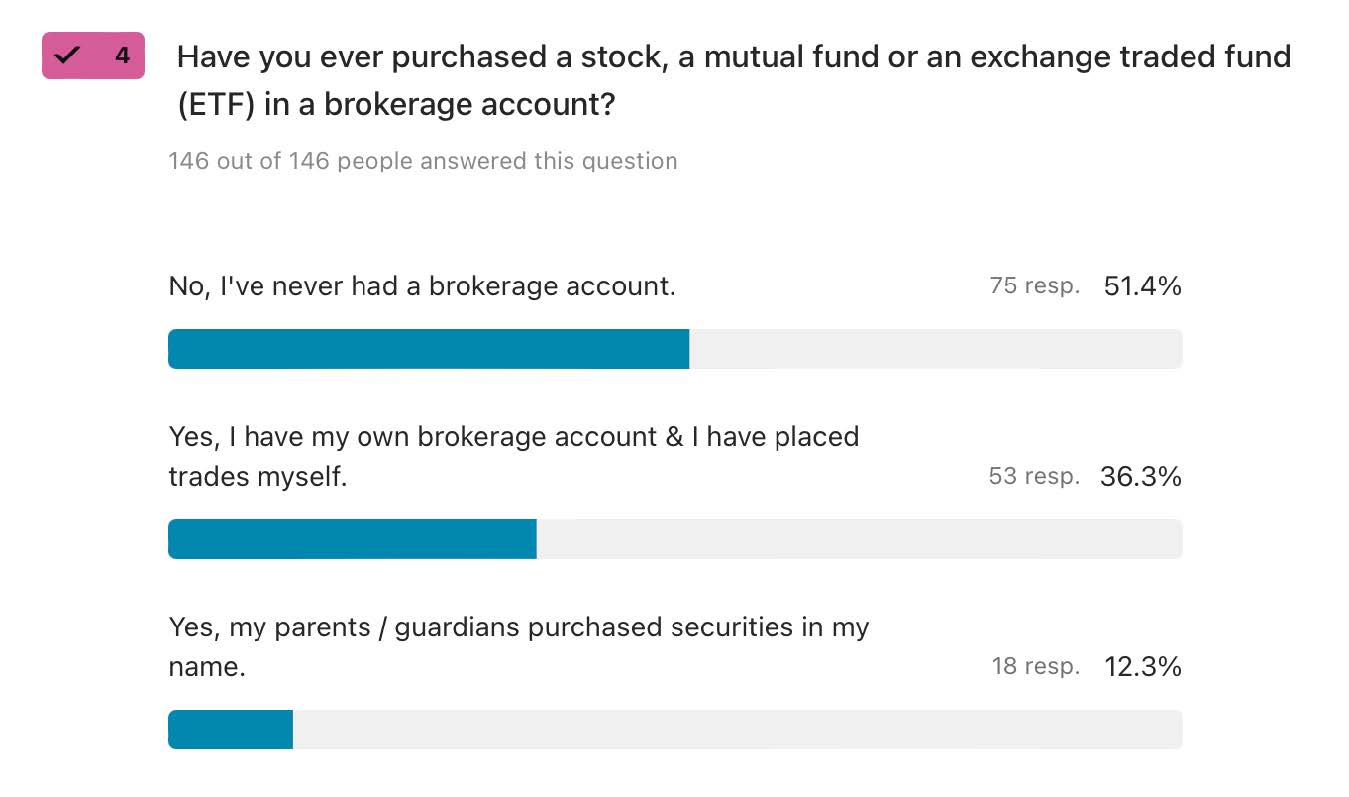 4
Have you ever purchased a stock, a mutual fund or an exchange traded fund
(ETF) in a brokerage account?
146 out of 146 people answered this question
No, I've never had a brokerage account.
75 resp. 51.4%
Yes, I have my own brokerage account & I have placed
trades myself.
53 resp. 36.3%
Yes, my parents / guardians purchased securities in my
name.
18 resp. 12.3%